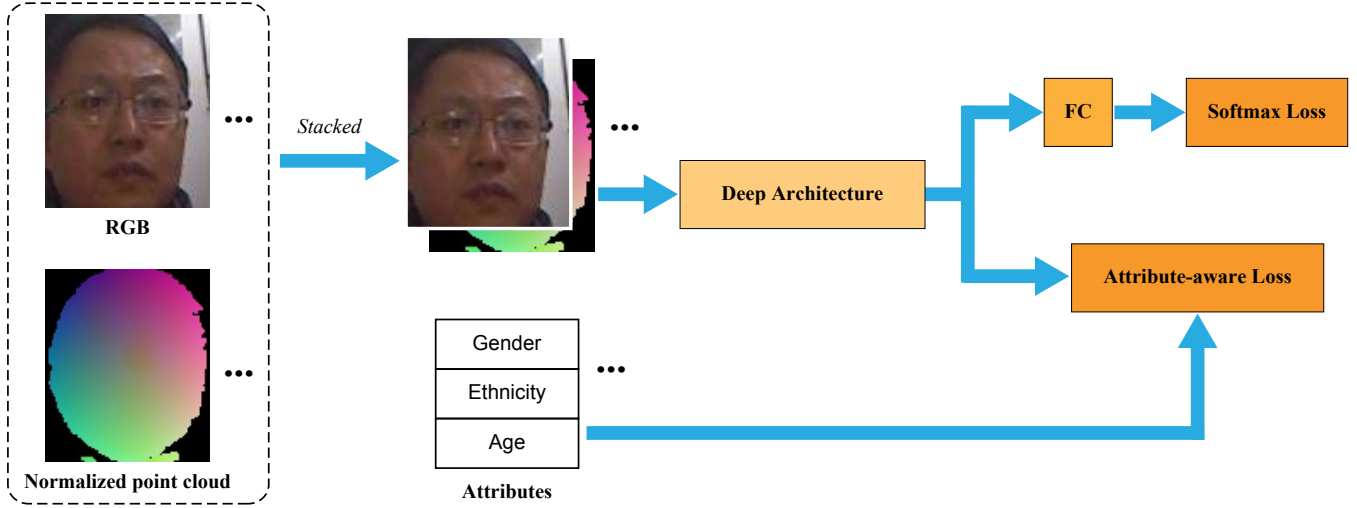 RGB
...
Normalized point cloud
...
Stacked
...
Deep Architecture
FC
Softmax Loss
Attribute-aware Loss
Gender
Ethnicity
Age
...
Attributes